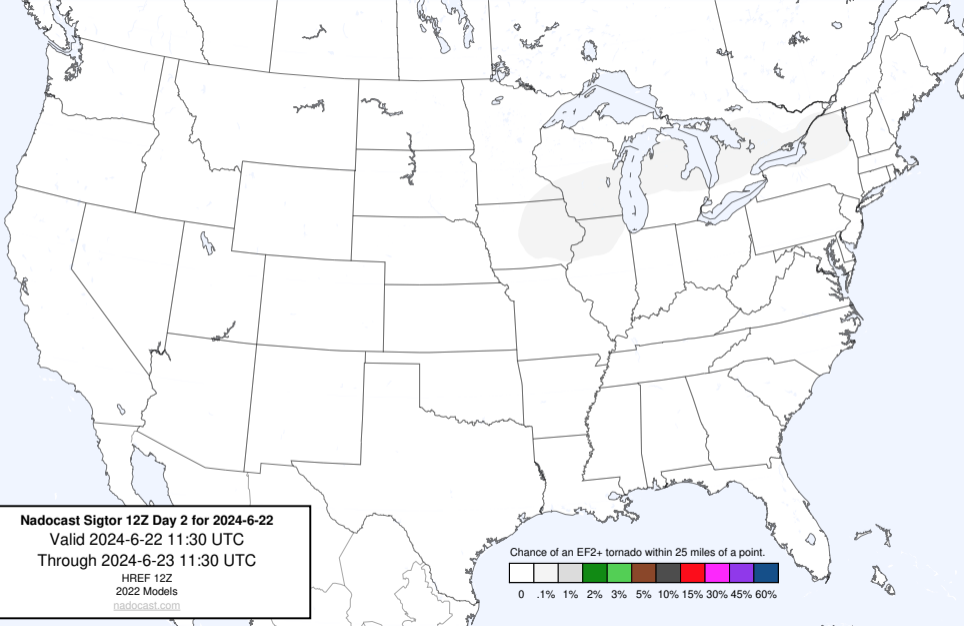 Nadocast Sigtor 12Z Day 2 for 2024-6-22
Valid 2024-6-22 11:30 UTC
Through 2024-6-23 11:30 UTC
HREF 12Z
2022 Models
nadocast.com
Chance of an EF2+ tornado within 25 miles of a point.
0 .1% 1% 2% 3% 5% 10% 15% 30% 45% 60%